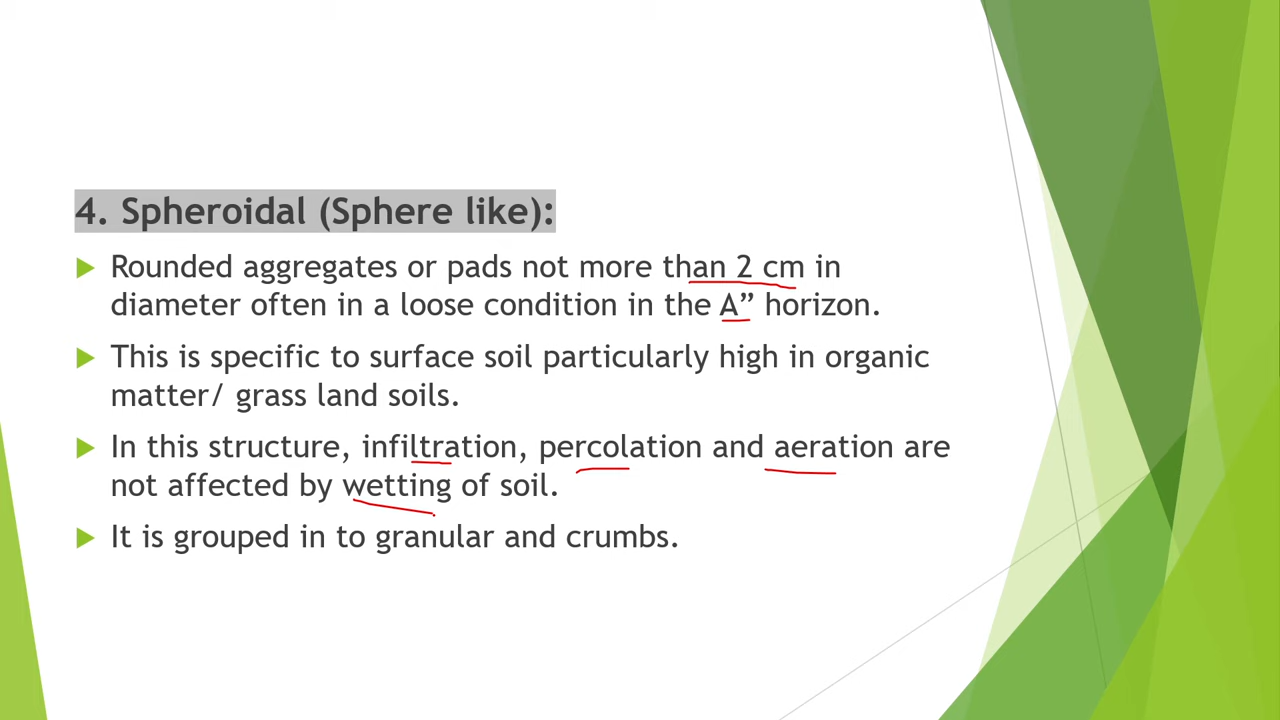 4. Spheroidal (Sphere like):
Rounded aggregates or pads not more than 2 cm in
diameter often in a loose condition in the A” horizon.
This is specific to surface soil particularly high in organic
matter/ grass land soils.
In this structure, infiltration, percolation and aeration are
not affected by wetting of soil.
It is grouped in to granular and crumbs.